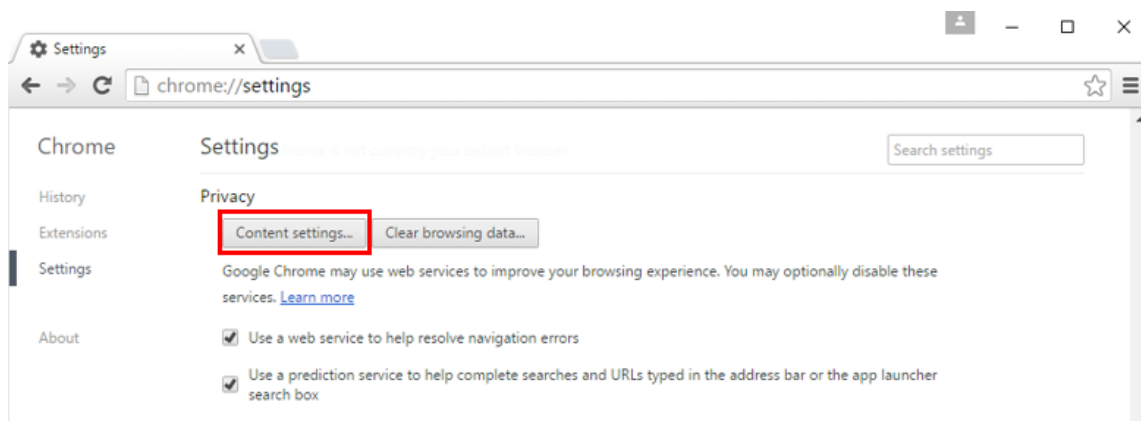 Settings
chrome://settings
Chrome
Settings
Search settings
History
Privacy
Extensions
Content settings...
Clear browsing data...
Settings
Google Chrome may use web services to improve your browsing experience. You may optionally disable these
services. Learn more
About
Use a web service to help resolve navigation errors
Use a prediction service to help complete searches and URLs typed in the address bar or the app launcher
search box